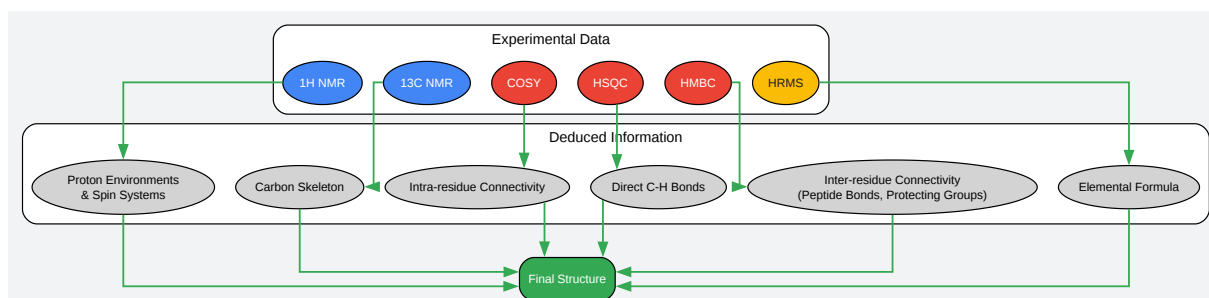 Experimental Data
1H NMR
13C NMR
COSY
HSQC
HMBC
HRMS
Deduced Information
Proton Environments
& Spin Systems
Carbon Skeleton
Intra-residue Connectivity
Direct C-H Bonds
Inter-residue Connectivity
(Peptide Bonds, Protecting Groups)
Elemental Formula
Final Structure